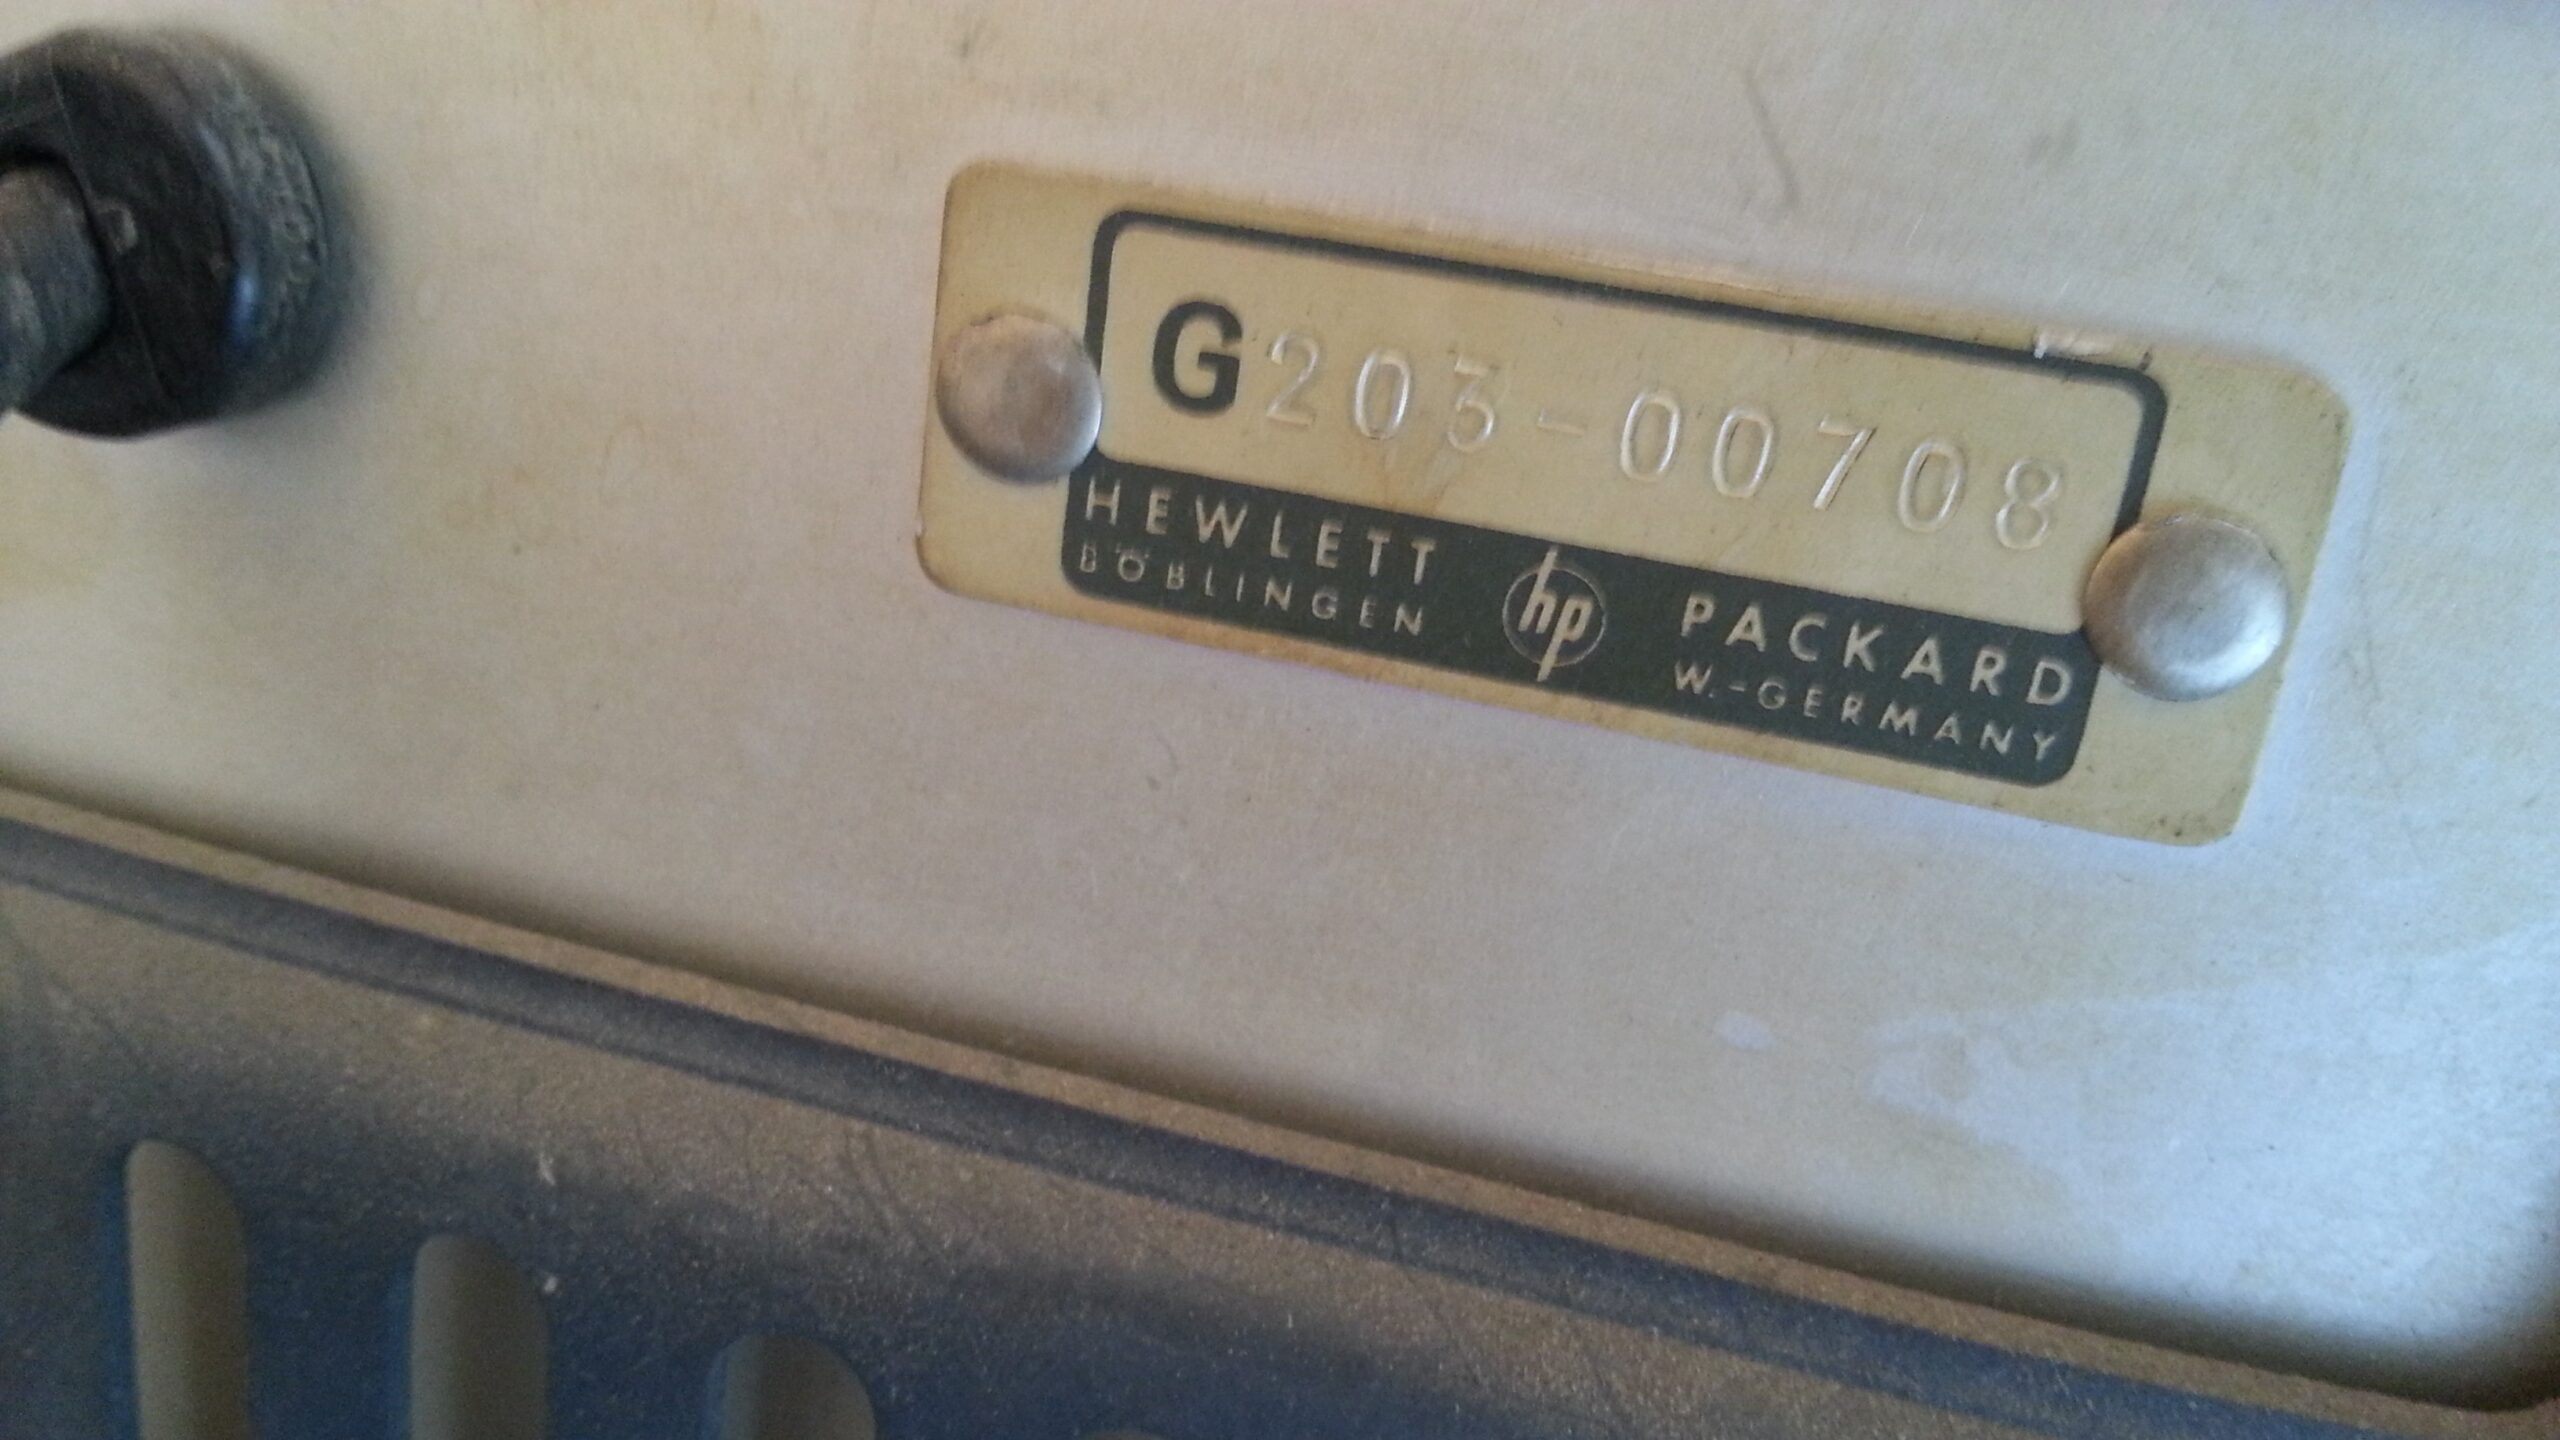 G203-00708
HEWLETT hp PACKARD
BÖBLINGEN W.-GERMANY